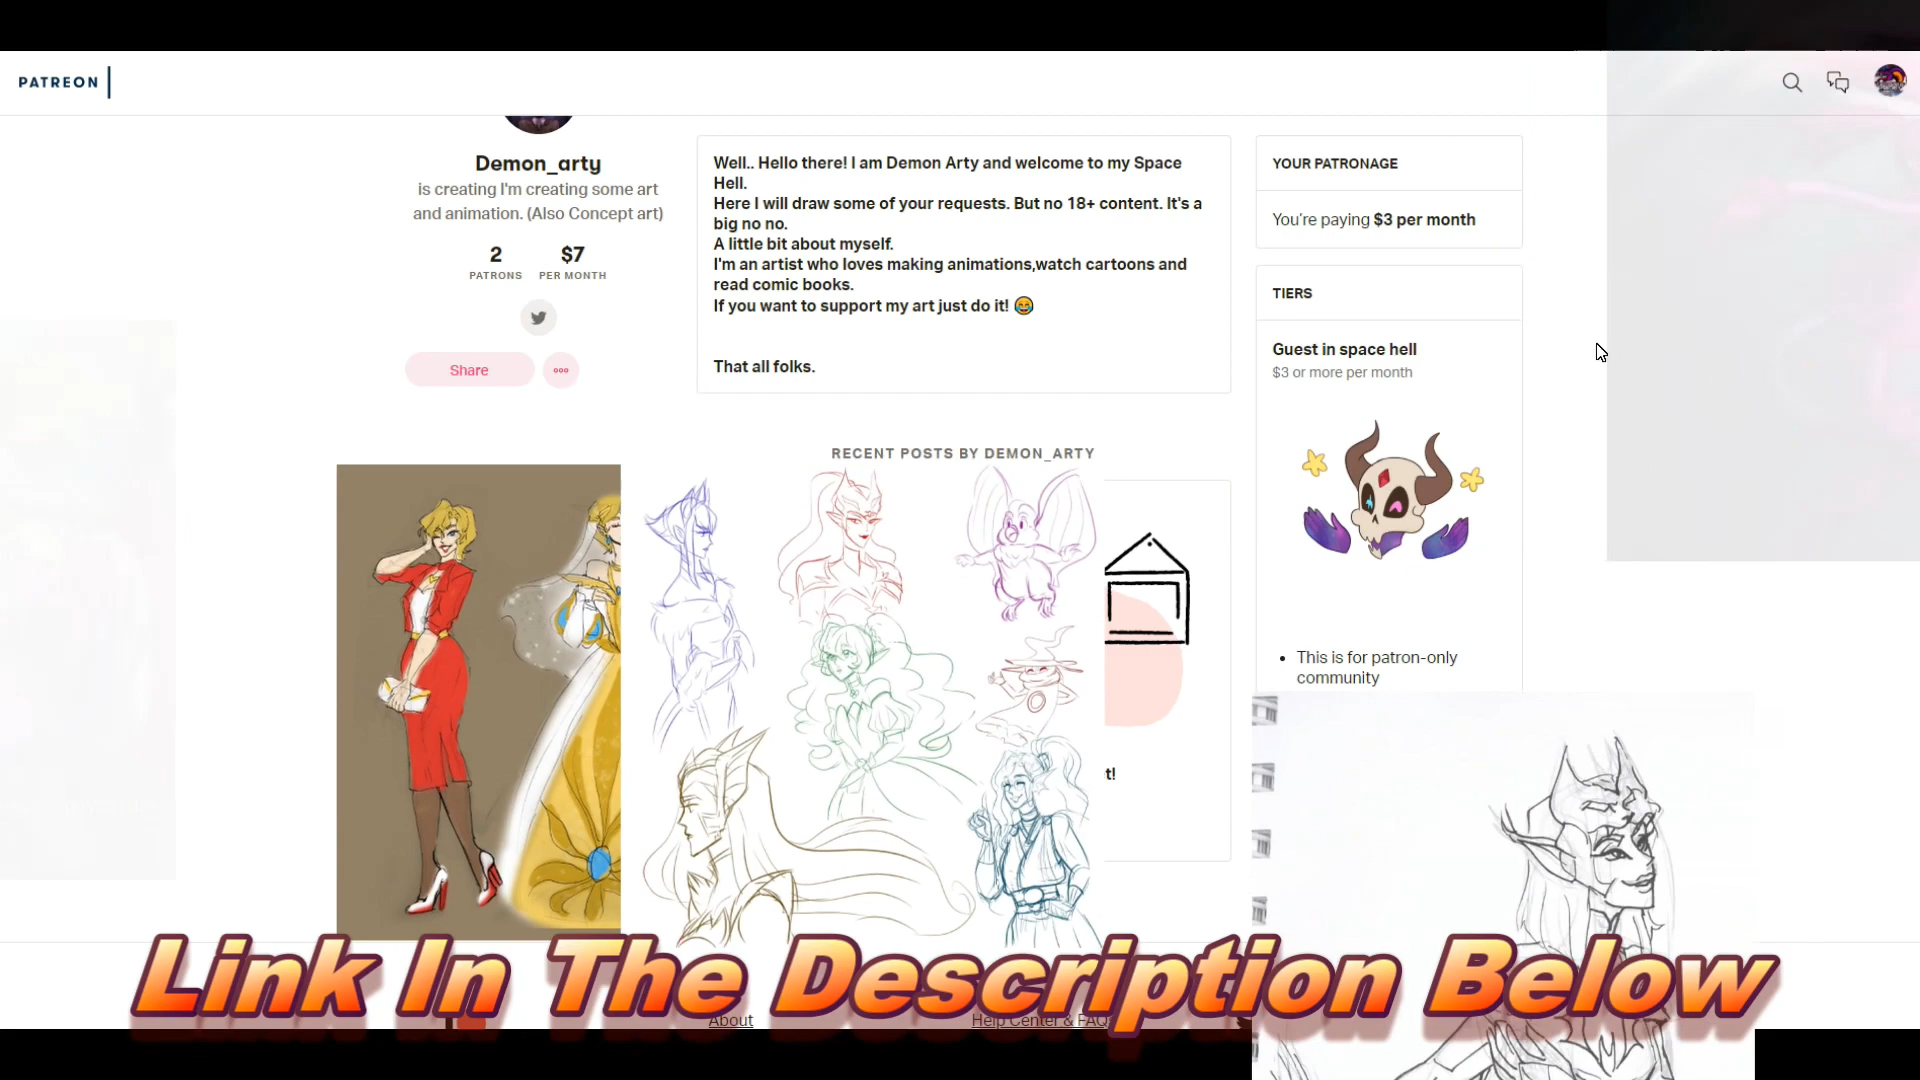 PATREON
Demon_arty
is creating I'm creating some art
and animation. (Also Concept art)
2
$7
PATRONS
PER MONTH
Share
Well.. Hello there! I am Demon Arty and welcome to my Space
Hell.
Here I will draw some of your requests. But no 18+ content. It's a
big no no.
A little bit about myself.
I'm an artist who loves making animations,watch cartoons and
read comic books.
If you want to support my art just do it! 😂
That all folks.
RECENT POSTS BY DEMON_ARTY
t!
YOUR PATRONAGE
You're paying $3 per month
TIERS
Guest in space hell
$3 or more per month
• This is for patron-only
community
Link In The Description Below
About
Help Center & FAQ